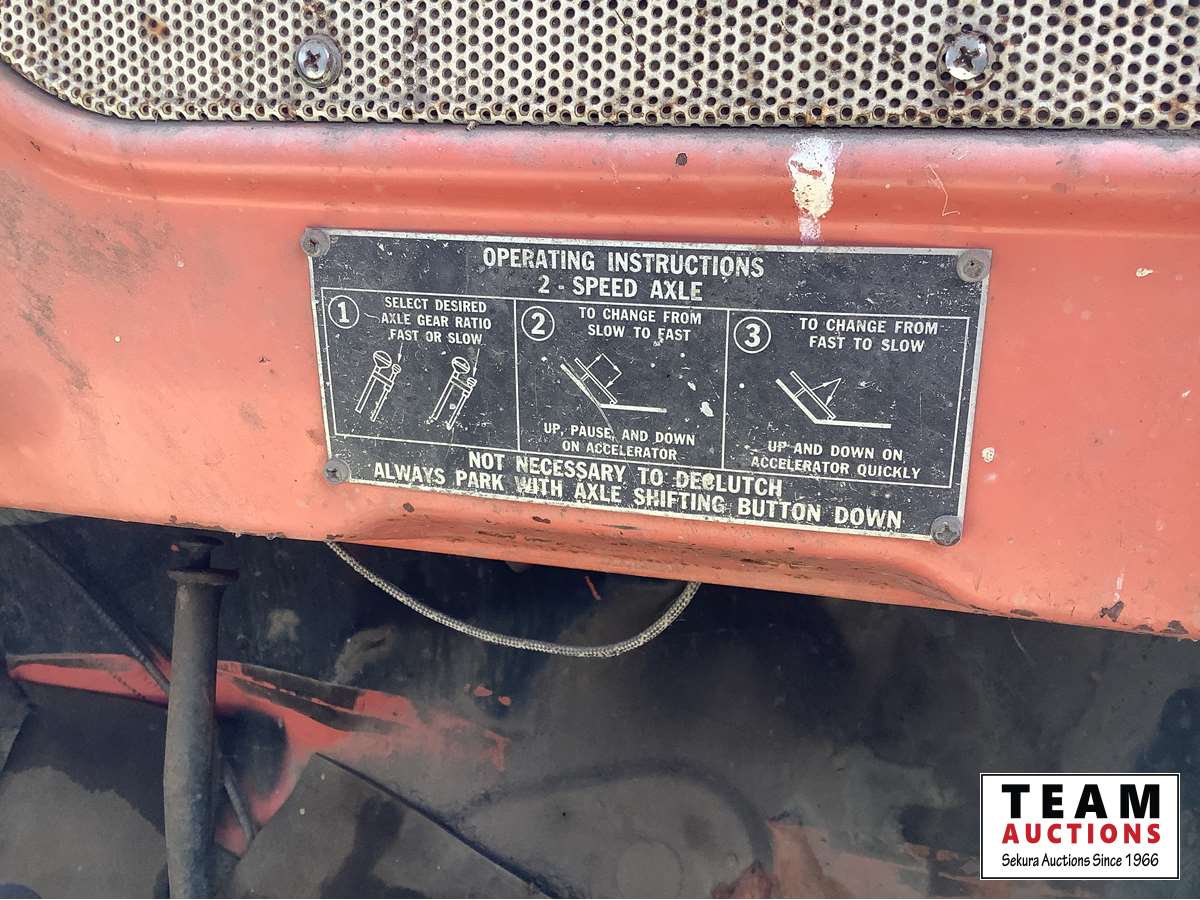 OPERATING INSTRUCTIONS
2 - SPEED AXLE
1
SELECT DESIRED
AXLE GEAR RATIO
FAST OR SLOW
2
TO CHANGE FROM
SLOW TO FAST
UP, PAUSE, AND DOWN
ON ACCELERATOR
3
TO CHANGE FROM
FAST TO SLOW
UP AND DOWN ON
ACCELERATOR QUICKLY
NOT NECESSARY TO DECLUTCH
ALWAYS PARK WITH AXLE SHIFTING BUTTON DOWN
TEAM
AUCTIONS
Sekura Auctions Since 1966